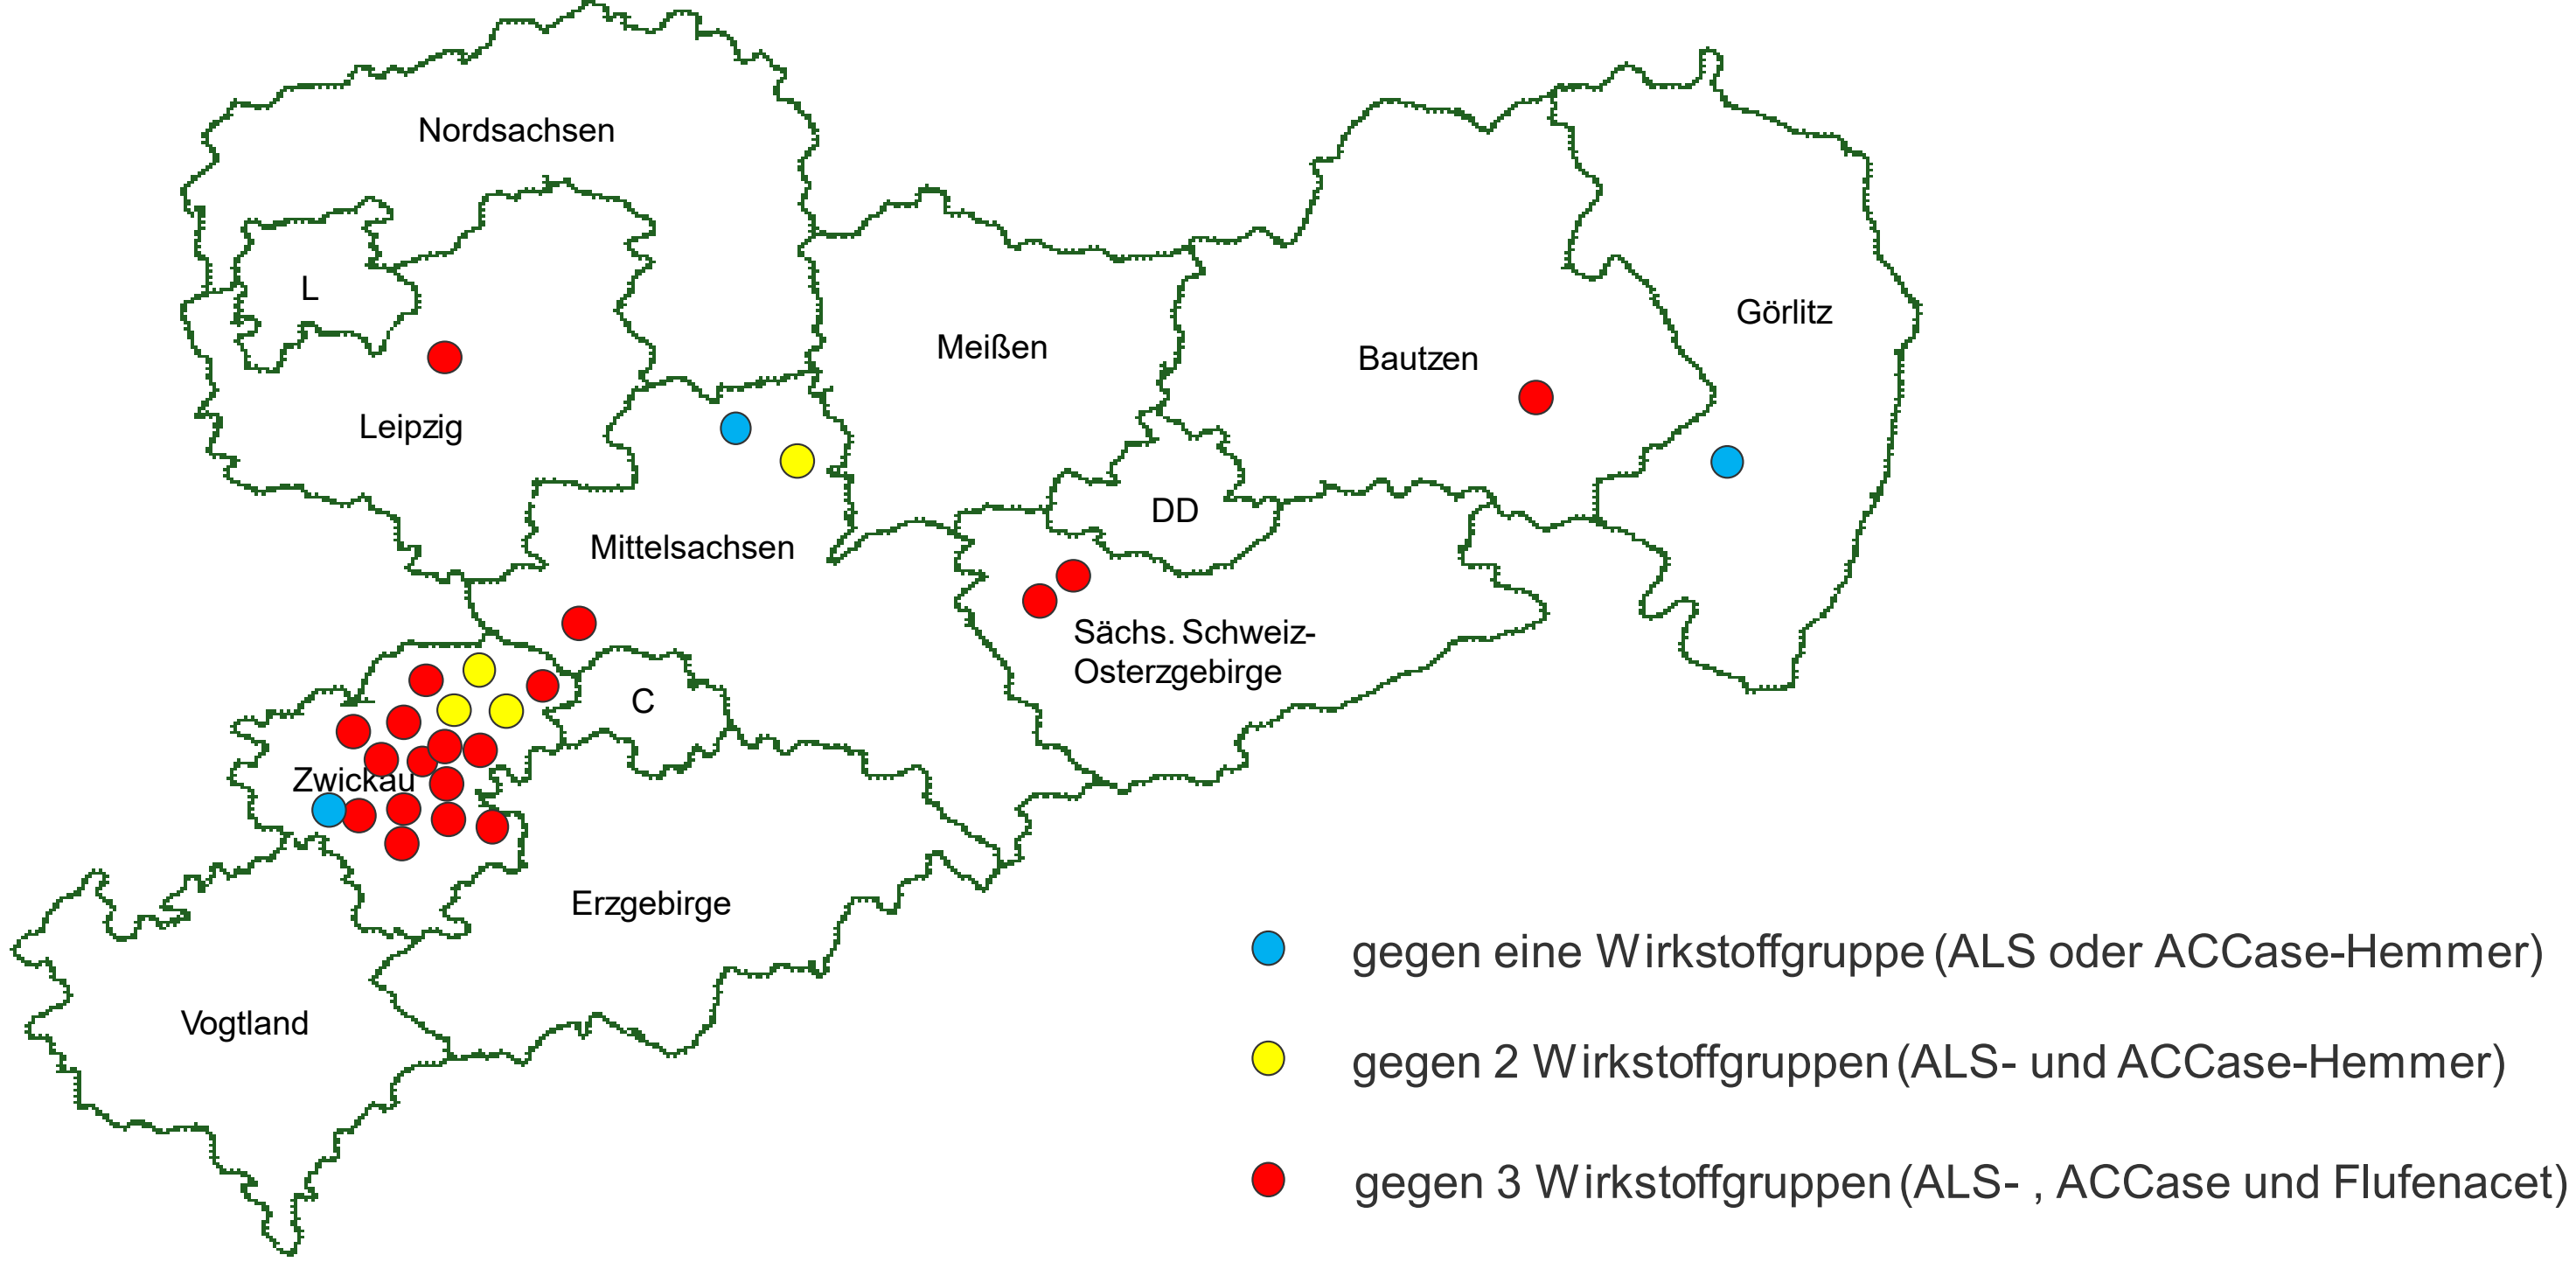 Nordsachsen
L
Görlitz
Meißen
Bautzen
Leipzig
DD
Mittelsachsen
Sächs. Schweiz-
Osterzgebirge
C
Zwickau
Erzgebirge
Vogtland
gegen eine Wirkstoffgruppe (ALS oder ACCase-Hemmer)
gegen 2 Wirkstoffgruppen (ALS- und ACCase-Hemmer)
gegen 3 Wirkstoffgruppen (ALS- , ACCase und Flufenacet)